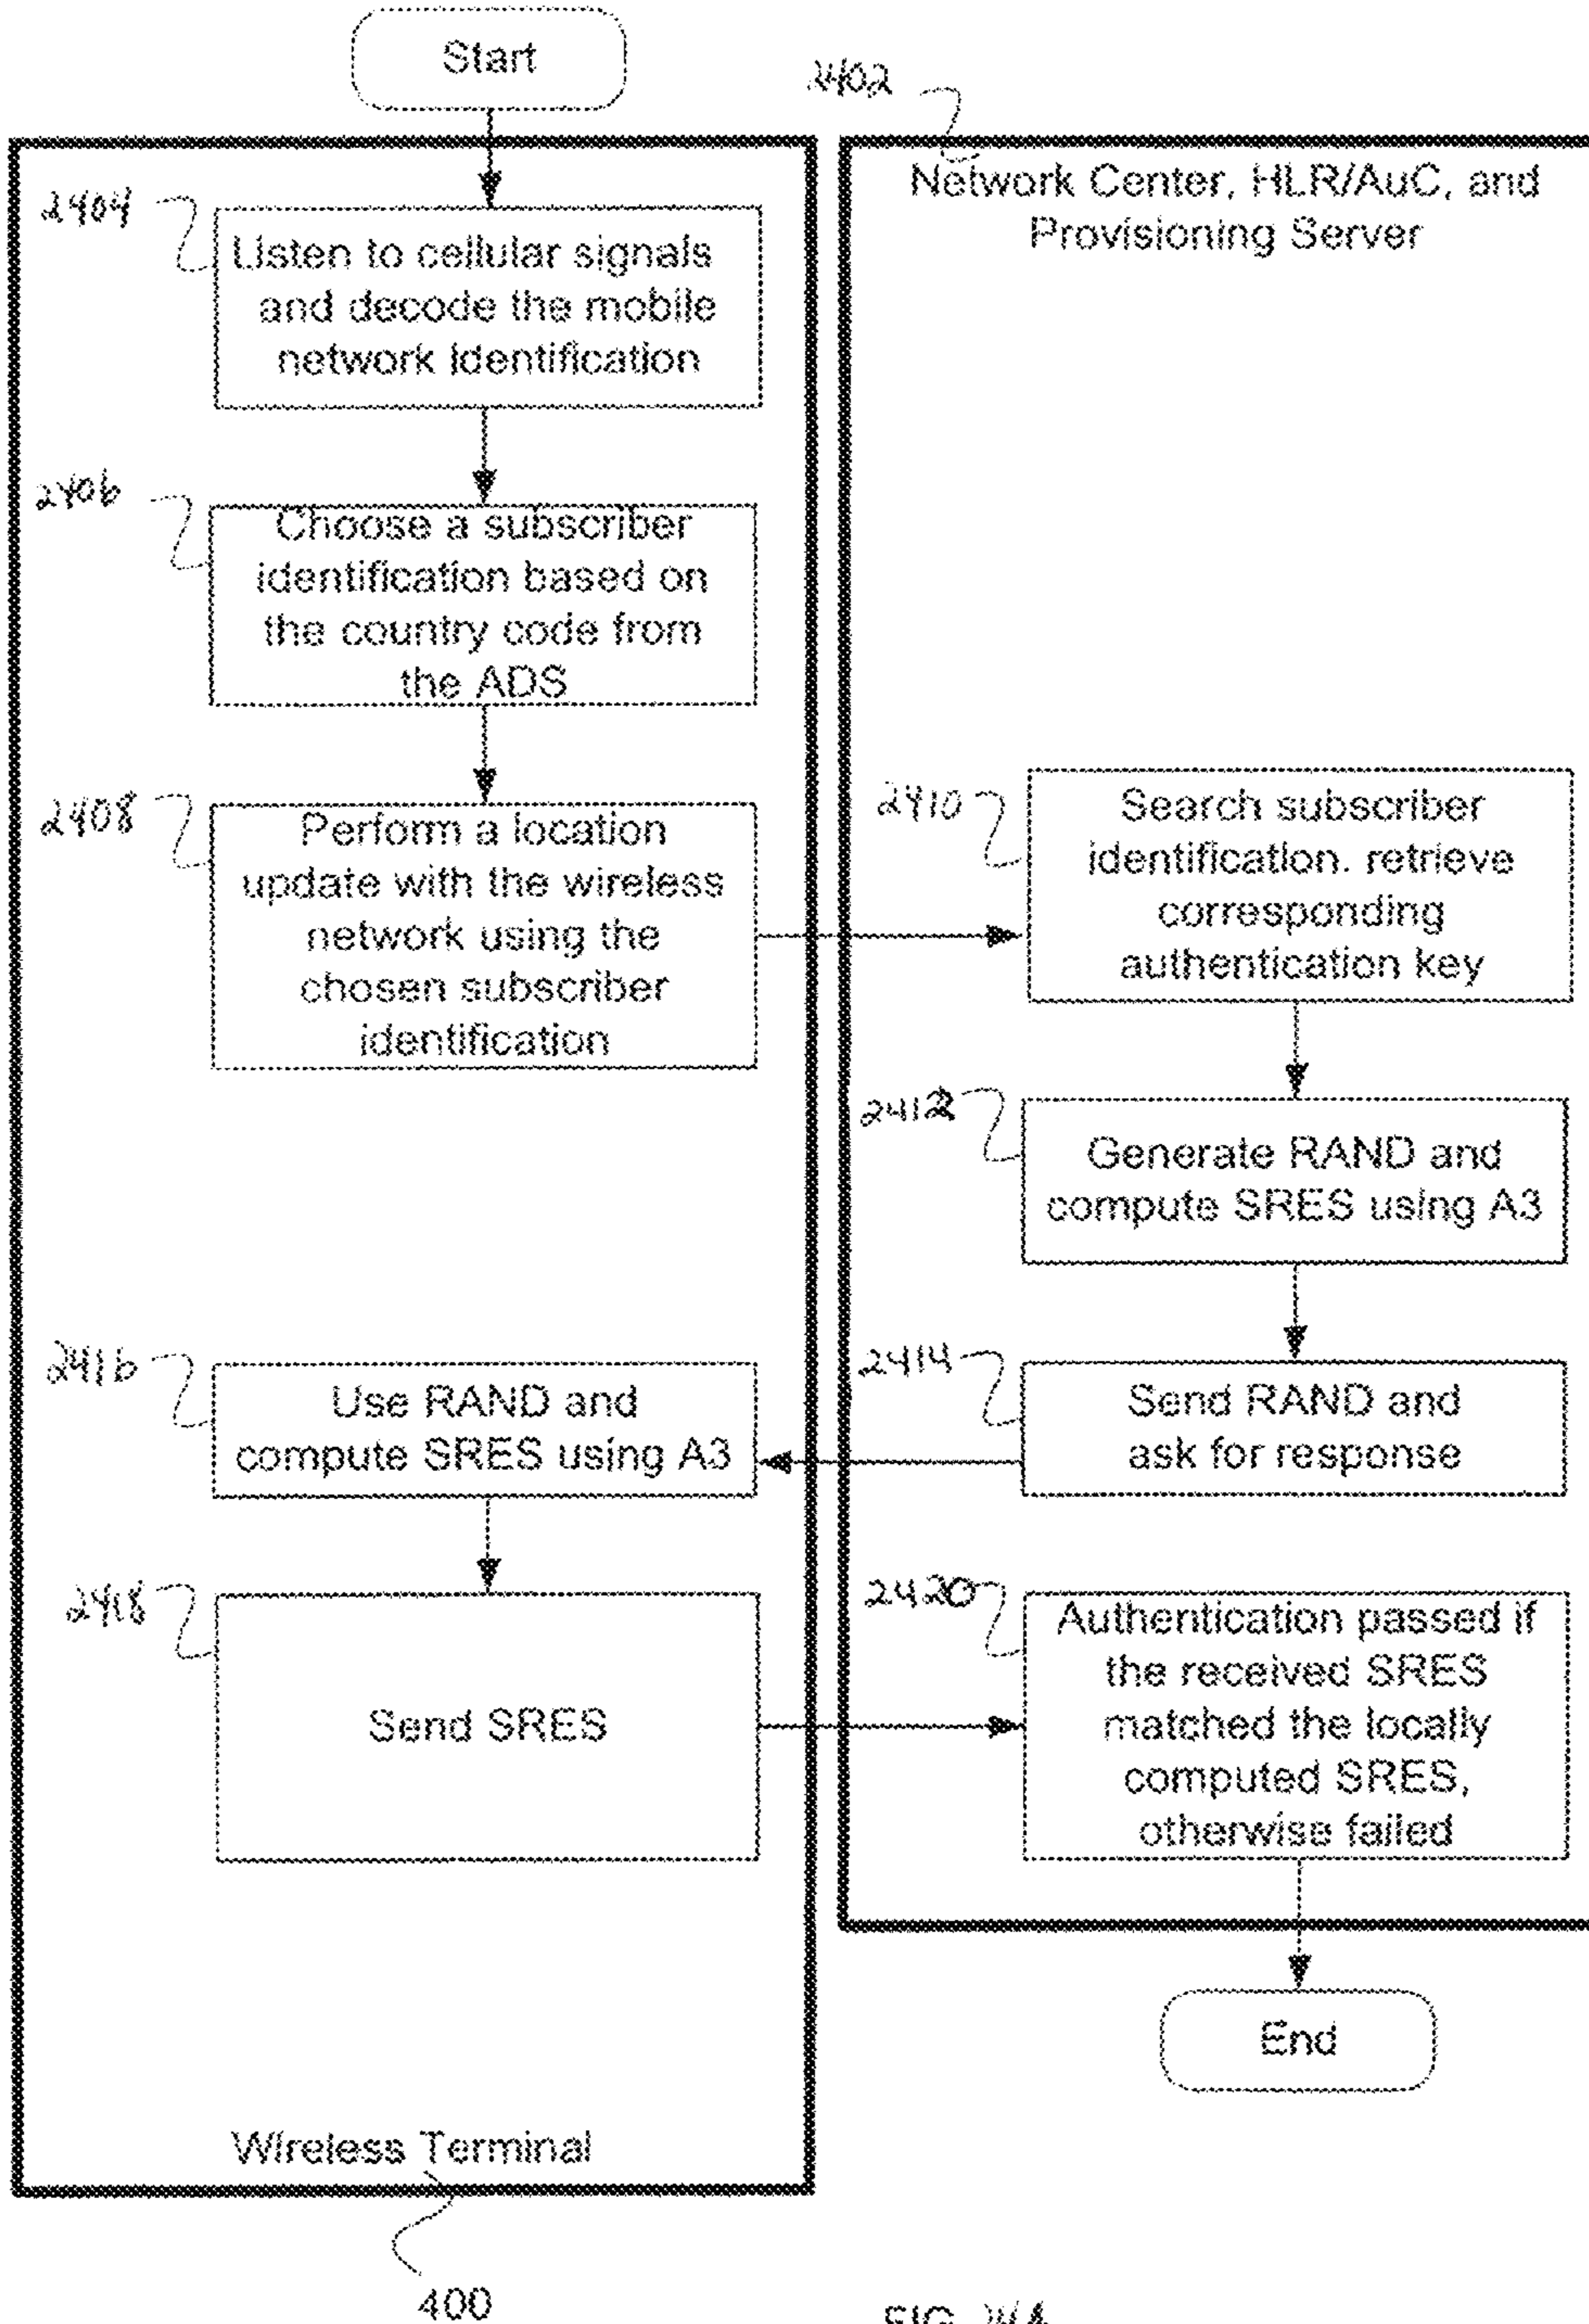 Start
2402
Network Center, HLR/AuC, and
Provisioning Server
2404
Listen to cellular signals
and decode the mobile
network identification
2406
Choose a subscriber
identification based on
the country code from
the ADS
2408
Perform a location
update with the wireless
network using the
chosen subscriber
identification
2410
Search subscriber
identification. retrieve
corresponding
authentication key
2412
Generate RAND and
compute SRES using A3
2414
Send RAND and
ask for response
2416
Use RAND and
compute SRES using A3
2418
Send SRES
2420
Authentication passed if
the received SRES
matched the locally
computed SRES,
otherwise failed
End
Wireless Terminal
400
FIG. 24A